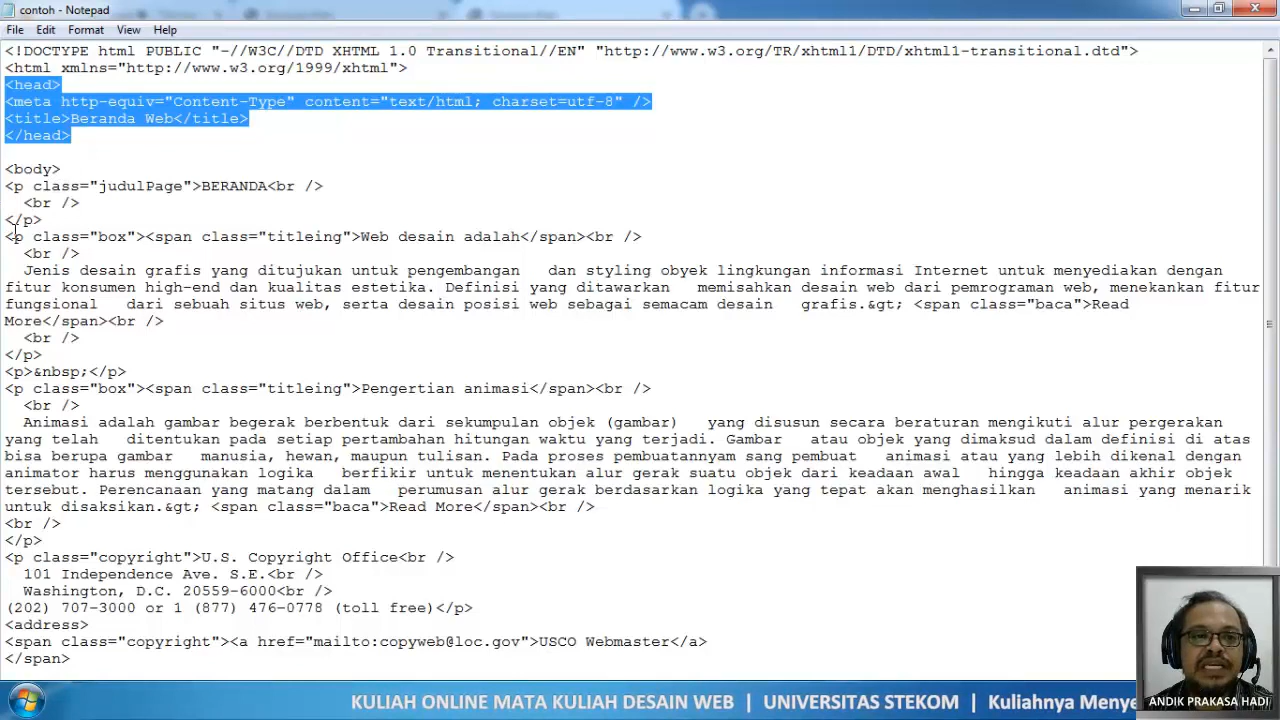 contoh - Notepad
File Edit Format View Help
<!DOCTYPE html PUBLIC "-//W3C//DTD XHTML 1.0 Transitional//EN" "http://www.w3.org/TR/xhtml1/DTD/xhtml1-transitional.dtd">
<html xmlns="http://www.w3.org/1999/xhtml">
<head>
<meta http-equiv="Content-Type" content="text/html; charset=utf-8" />
<title>Beranda Web</title>
</head>
<body>
<p class="judulPage">BERANDA<br />
<br />
</p>
<p class="box"><span class="titleing">Web desain adalah</span><br />
<br />
Jenis desain grafis yang ditujukan untuk pengembangan dan styling obyek lingkungan informasi Internet untuk menyediakan dengan
fitur konsumen high-end dan kualitas estetika. Definisi yang ditawarkan memisahkan desain web dari pemrograman web, menekankan fitur
fungsional dari sebuah situs web, serta desain posisi web sebagai semacam desain grafis.&gt; <span class="baca">Read
More</span><br />
<br />
</p>
<p>&nbsp;</p>
<p class="box"><span class="titleing">Pengertian animasi</span><br />
<br />
Animasi adalah gambar begerak berbentuk dari sekumpulan objek (gambar) yang disusun secara beraturan mengikuti alur pergerakan
yang telah ditentukan pada setiap pertambahan hitungan waktu yang terjadi. Gambar atau objek yang dimaksud dalam definisi di atas
bisa berupa gambar manusia, hewan, maupun tulisan. Pada proses pembuatannyam sang pembuat animasi atau yang lebih dikenal dengan
animator harus menggunakan logika berfikir untuk menentukan alur gerak suatu objek dari keadaan awal hingga keadaan akhir objek
tersebut. Perencanaan yang matang dalam perumusan alur gerak berdasarkan logika yang tepat akan menghasilkan animasi yang menarik
untuk disaksikan.&gt; <span class="baca">Read More</span><br />
<br />
</p>
<p class="copyright">U.S. Copyright Office<br />
101 Independence Ave. S.E.<br />
Washington, D.C. 20559-6000<br />
(202) 707-3000 or 1 (877) 476-0778 (toll free)</p>
<address>
<span class="copyright"><a href="mailto:copyweb@loc.gov">USCO Webmaster</a>
</span>
KULIAH ONLINE MATA KULIAH DESAIN WEB | UNIVERSITAS STEKOM | Kuliahnya Menye
ANDIK PRAKASA HADI